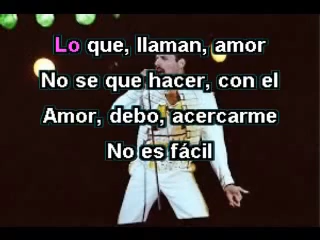 Lo que, llaman, amor
No se que hacer, con el
Amor, debo, acercarme
No es fácil